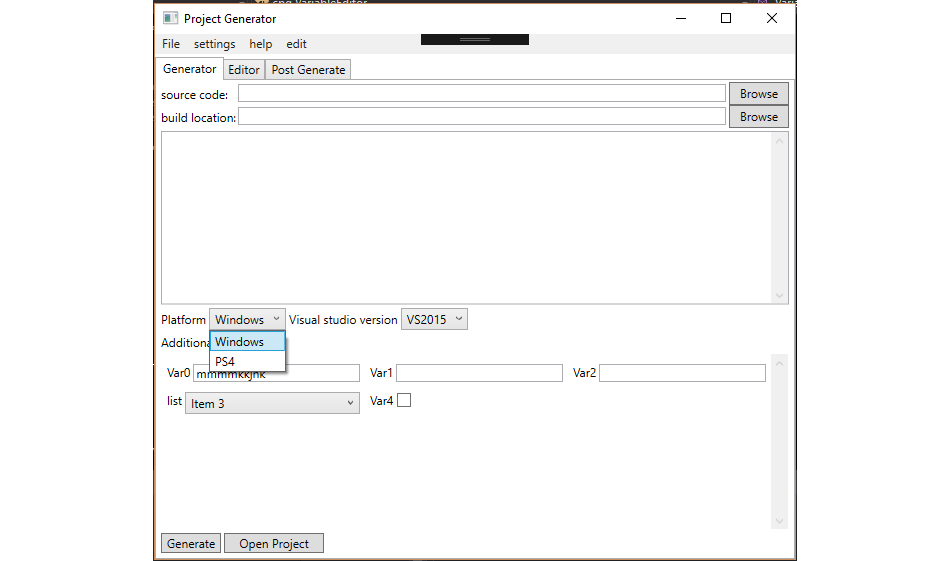 Project Generator
File settings help edit
Generator Editor Post Generate
source code: Browse
build location: Browse
Platform Windows Visual studio version VS2015
Windows
Additiona
PS4
Var0 Var1 Var2
list Item 3 Var4
Generate Open Project